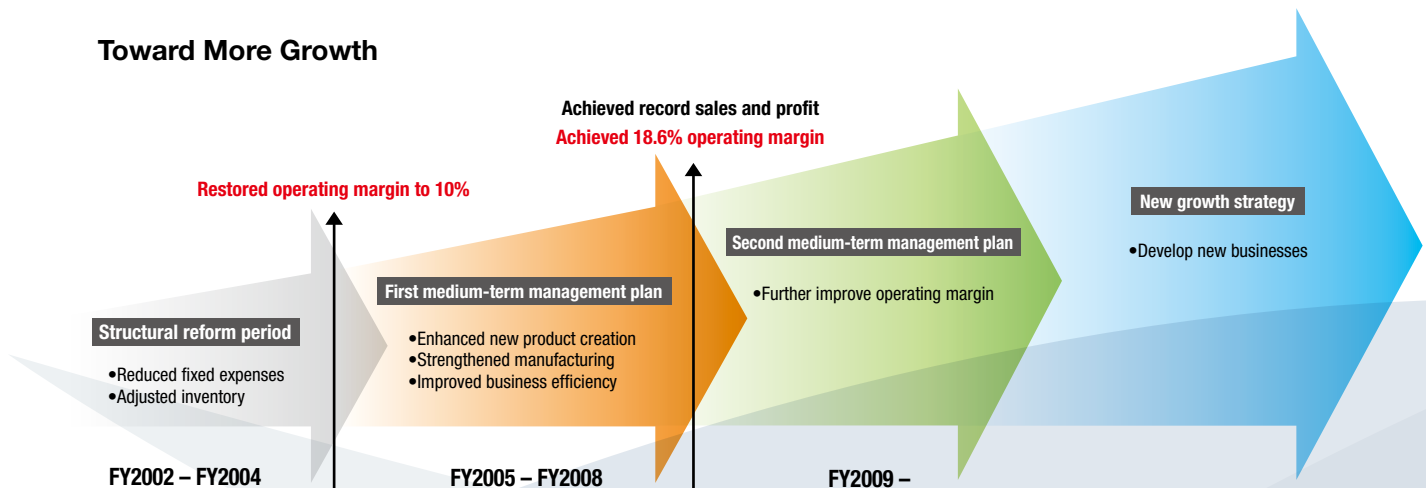 Toward More Growth
Achieved record sales and profit
Achieved 18.6% operating margin
Restored operating margin to 10%
New growth strategy
•Develop new businesses
Second medium-term management plan
•Further improve operating margin
First medium-term management plan
•Enhanced new product creation
•Strengthened manufacturing
•Improved business efficiency
Structural reform period
•Reduced fixed expenses
•Adjusted inventory
FY2002 – FY2004
FY2005 – FY2008
FY2009 –